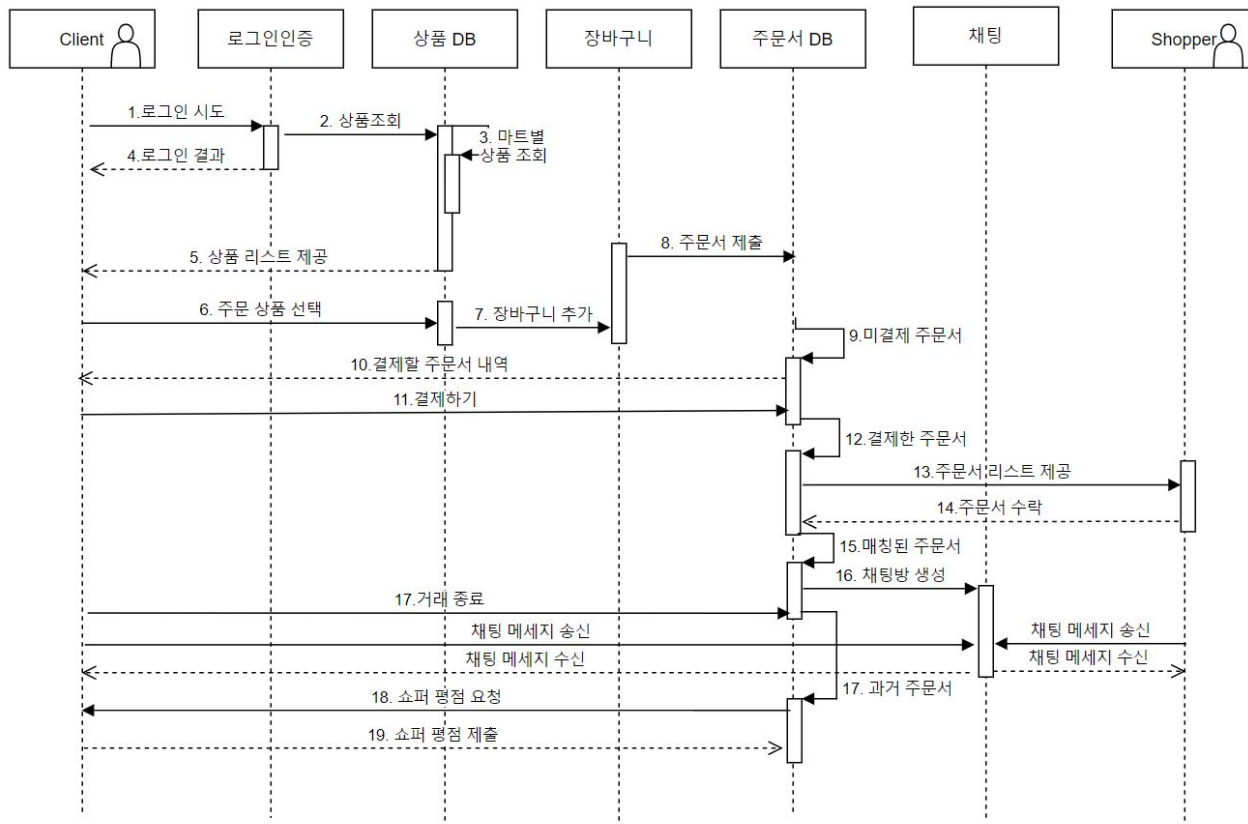 Client
로그인인증
상품 DB
장바구니
주문서 DB
채팅
Shopper
1.로그인 시도
2. 상품조회
3. 마트별
상품 조회
4.로그인 결과
8. 주문서 제출
5. 상품 리스트 제공
6. 주문 상품 선택
7. 장바구니 추가
9.미결제 주문서
10.결제할 주문서 내역
11.결제하기
12.결제한 주문서
13.주문서 리스트 제공
14.주문서 수락
15.매칭된 주문서
16. 채팅방 생성
17.거래 종료
채팅 메세지 송신
채팅 메세지 송신
채팅 메세지 수신
채팅 메세지 수신
17. 과거 주문서
18. 쇼퍼 평점 요청
19. 쇼퍼 평점 제출